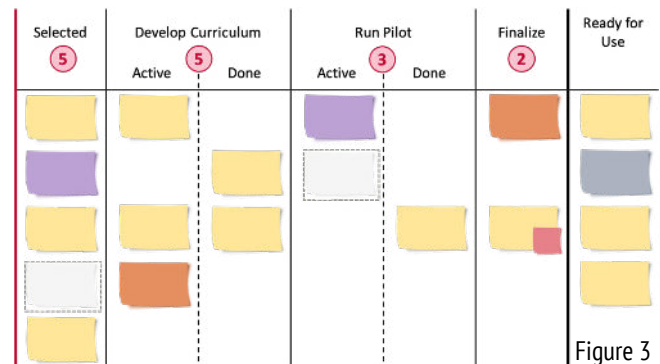 Selected
Develop Curriculum
Run Pilot
Finalize
Ready for
Use
5
5
3
2
Active
Done
Active
Done
Figure 3